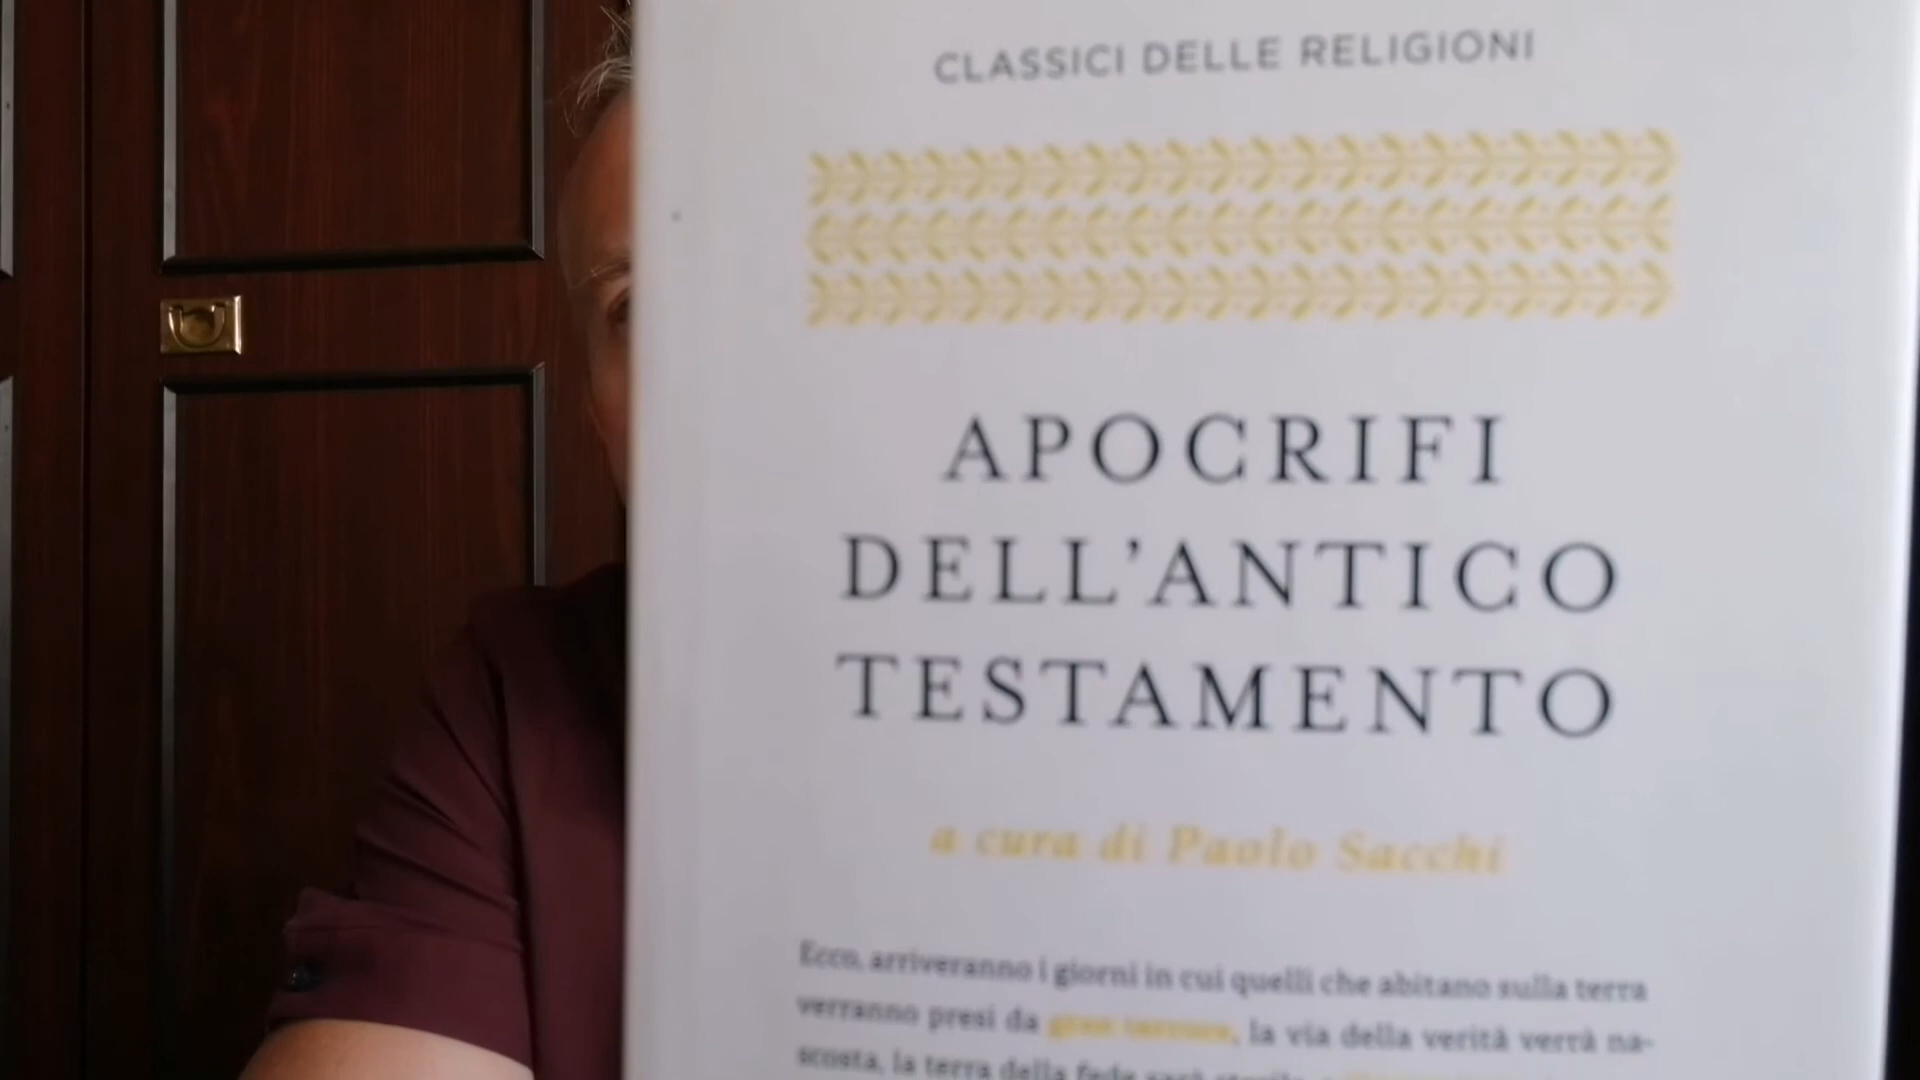 CLASSICI DELLE RELIGIONI
APOCRIFI
DELL'ANTICO
TESTAMENTO
a cura di Paolo Sacchi
Ecco, arriveranno i giorni in cui quelli che abitano sulla terra
verranno presi da gran terrore, la via della verità verrà na-
scosta, la terra della fede sarà sterile,